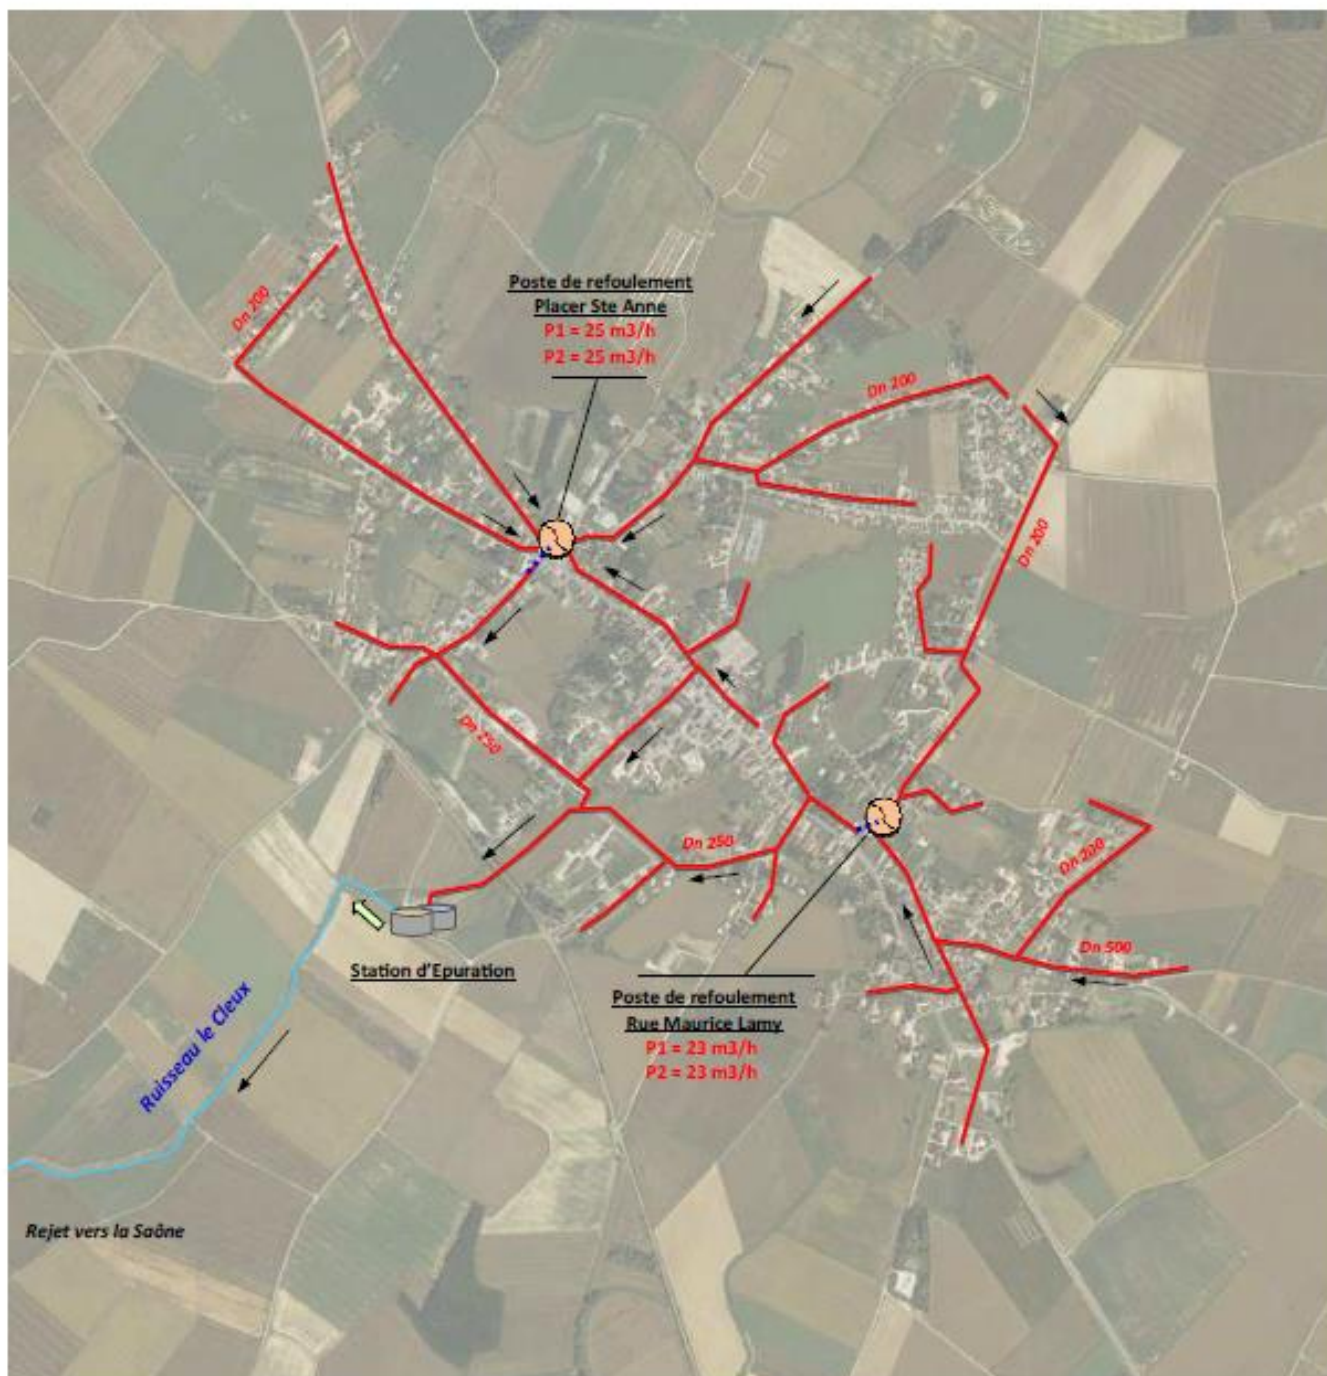 Poste de refoulement
Placer Ste Anne
P1 = 25 m3/h
P2 = 25 m3/h
Dn 200
Dn 200
Dn 200
Dn 250
Dn 250
Dn 200
Dn 500
Station d'Epuration
Poste de refoulement
Rue Maurice Lamy
P1 = 23 m3/h
P2 = 23 m3/h
Ruisseau le Cleux
Rejet vers la Saône